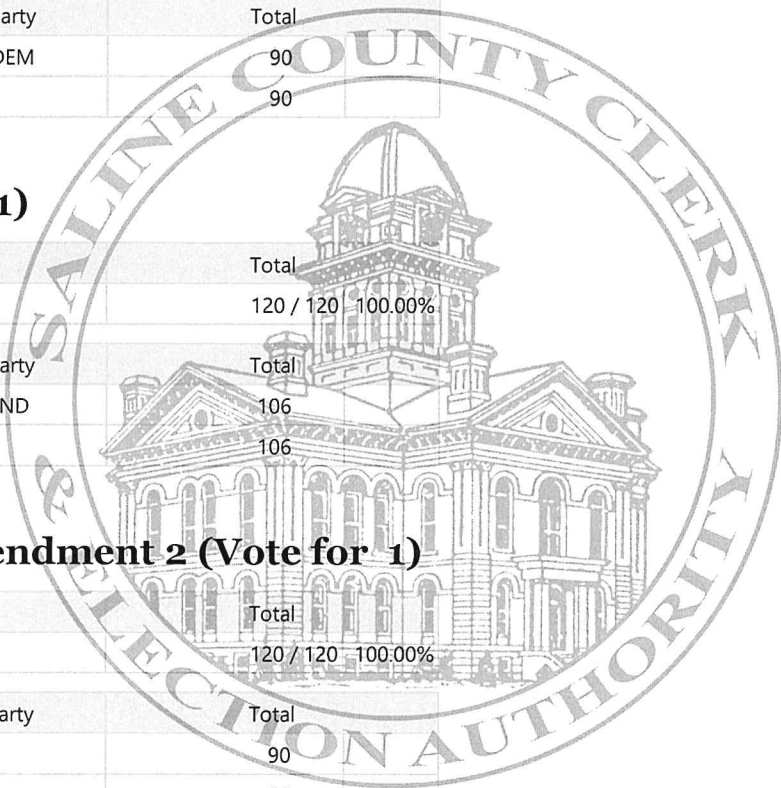 arty Total
DEM 90
90
1)
Total
120 / 120 100.00%
arty Total
ND 106
106
endment 2 (Vote for 1)
Total
120 / 120 100.00%
arty Total
90
SALINE COUNTY CLERK
& ELECTION AUTHORITY